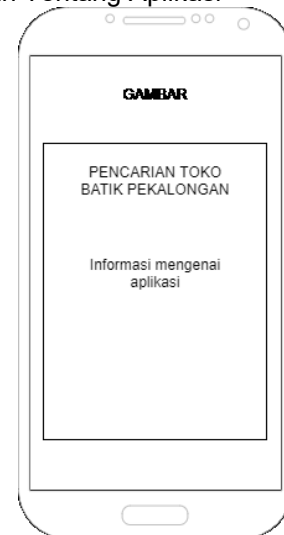 Tentang Aplikasi
GAMBAR
PENCARIAN TOKO
BATIK PEKALONGAN
Informasi mengenai
aplikasi